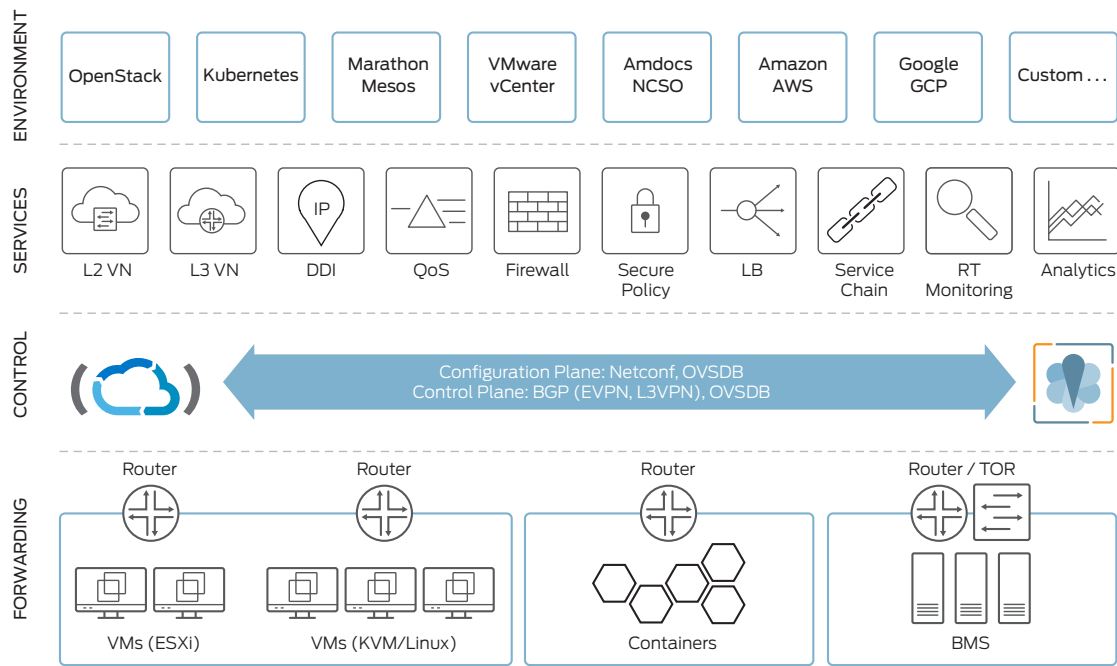 ENVIRONMENT
OpenStack
Kubernetes
Marathon
Mesos
VMware
vCenter
Amdocs
NCSO
Amazon
AWS
Google
GCP
Custom . . .
SERVICES
L2 VN
L3 VN
IP
DDI
QoS
Firewall
Secure
Policy
LB
Service
Chain
RT
Monitoring
Analytics
CONTROL
Configuration Plane: Netconf, OVSDB
Control Plane: BGP (EVPN, L3VPN), OVSDB
FORWARDING
Router
Router
Router
Router / TOR
VMs (ESXi)
VMs (KVM/Linux)
Containers
BMS